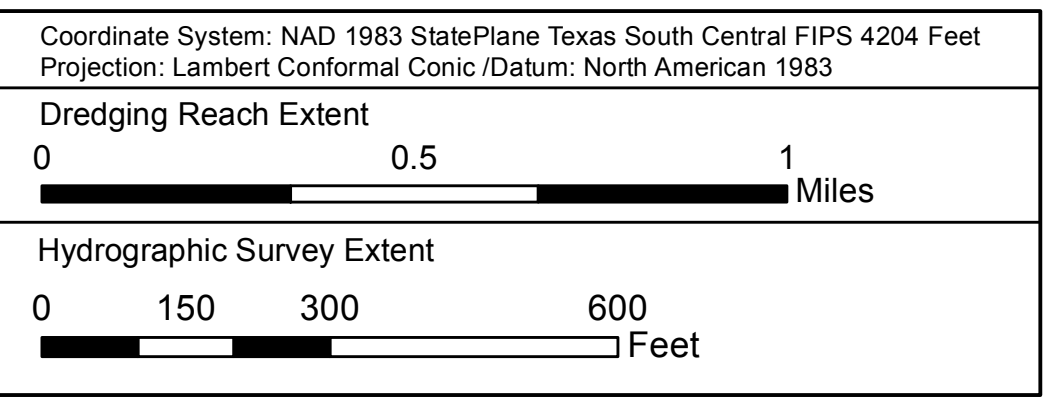 Coordinate System: NAD 1983 StatePlane Texas South Central FIPS 4204 Feet
Projection: Lambert Conformal Conic /Datum: North American 1983
Dredging Reach Extent
0 0.5 1
Miles
Hydrographic Survey Extent
0 150 300 600
Feet